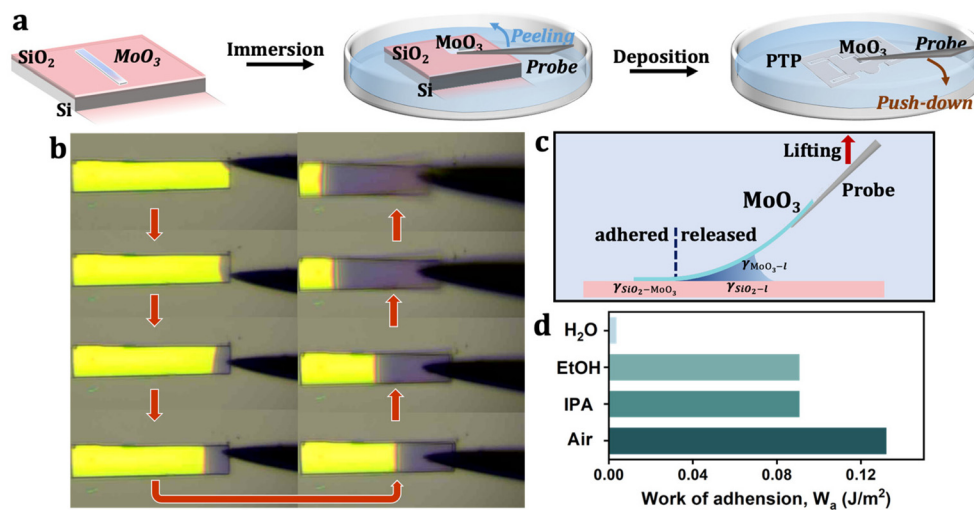 a
SiO2
MoO3
Si
Immersion
SiO2
MoO3
Peeling
Probe
Si
Deposition
PTP
MoO3
Probe
Push-down
b
c
Lifting
Probe
MoO3
adhered
released
γMoO3−l
γSiO2−MoO3
γSiO2−l
d
H2O
EtOH
IPA
Air
0.00 0.04 0.08 0.12
Work of adhension, Wa (J/m²)